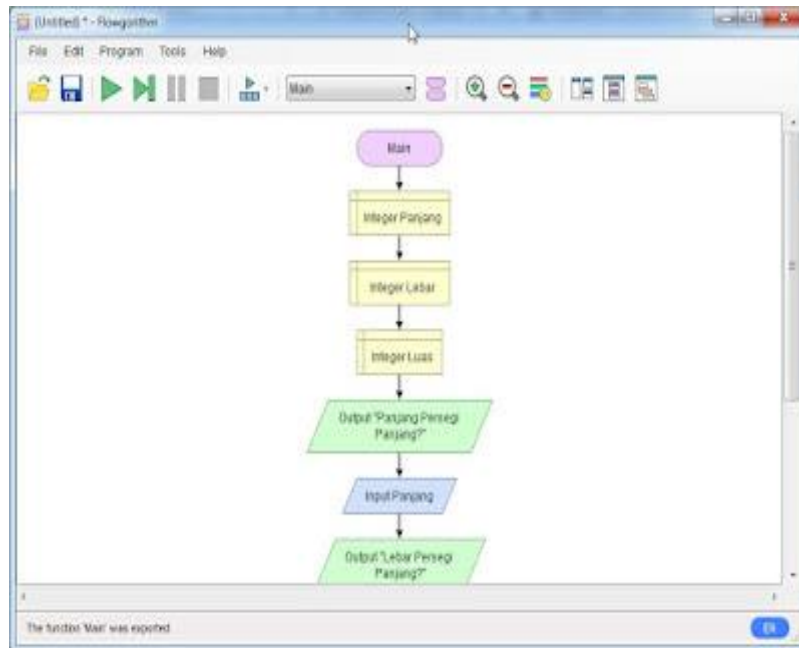 (Untitled) * - Flowgorithm
File Edit Program Tools Help
Main
Main
Integer Panjang
Integer Lebar
Integer Luas
Output "Panjang Persegi
Panjang?"
Input Panjang
Output "Lebar Persegi
Panjang?"
The function 'Main' was exported